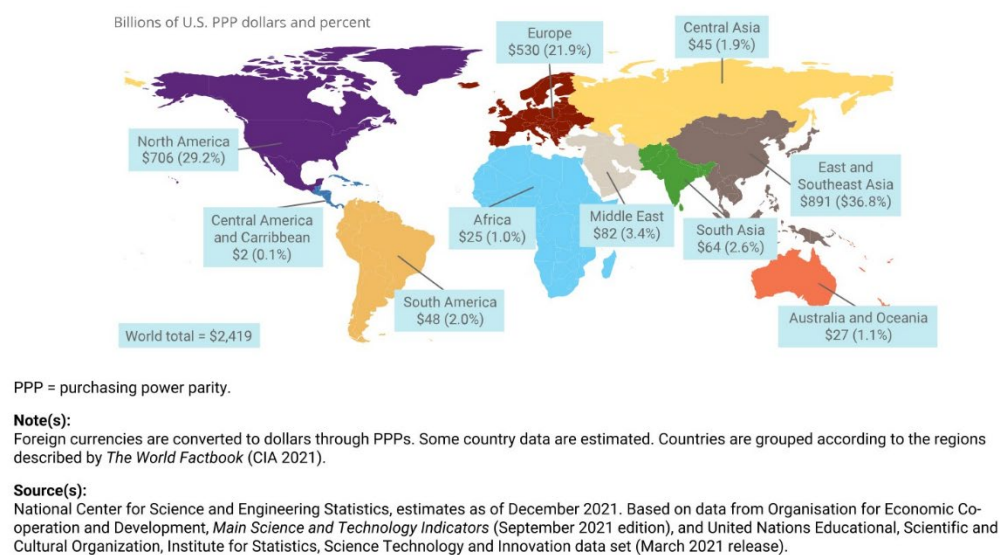 Billions of U.S. PPP dollars and percent
Europe
$530 (21.9%)
Central Asia
$45 (1.9%)
North America
$706 (29.2%)
East and
Southeast Asia
$891 ($36.8%)
Central America
and Carribbean
$2 (0.1%)
Africa
$25 (1.0%)
Middle East
$82 (3.4%)
South Asia
$64 (2.6%)
South America
$48 (2.0%)
Australia and Oceania
$27 (1.1%)
World total = $2,419
PPP = purchasing power parity.
Note(s):
Foreign currencies are converted to dollars through PPPs. Some country data are estimated. Countries are grouped according to the regions
described by The World Factbook (CIA 2021).
Source(s):
National Center for Science and Engineering Statistics, estimates as of December 2021. Based on data from Organisation for Economic Co-
operation and Development, Main Science and Technology Indicators (September 2021 edition), and United Nations Educational, Scientific and
Cultural Organization, Institute for Statistics, Science Technology and Innovation data set (March 2021 release).